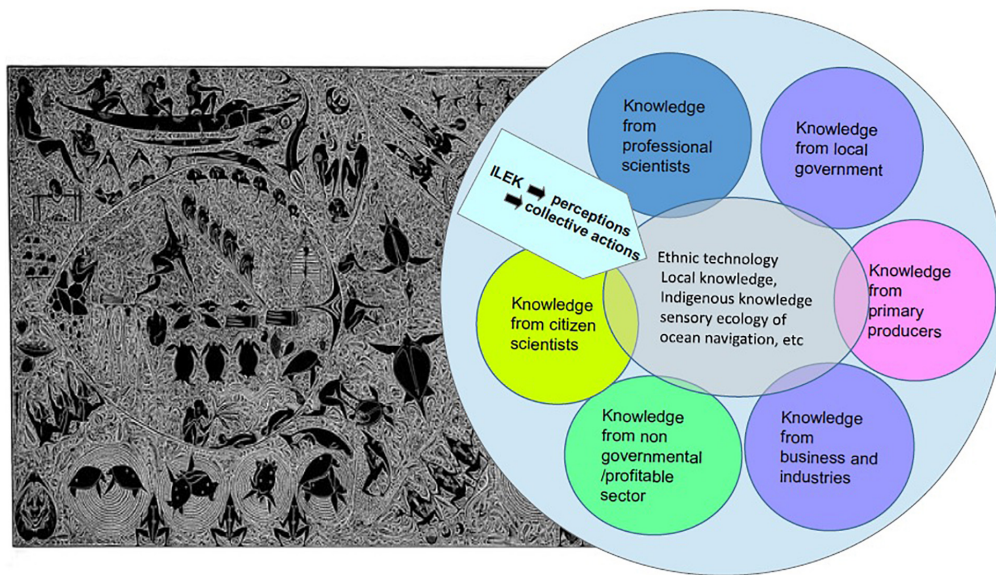 Knowledge
from
professional
scientists
Knowledge
from local
government
ILEK ➡ perceptions
➡ collective actions
Ethnic technology
Local knowledge,
Indigenous knowledge
sensory ecology of
ocean navigation, etc
Knowledge
from
primary
producers
Knowledge
from citizen
scientists
Knowledge
from non
governmental
/profitable
sector
Knowledge
from
business and
industries